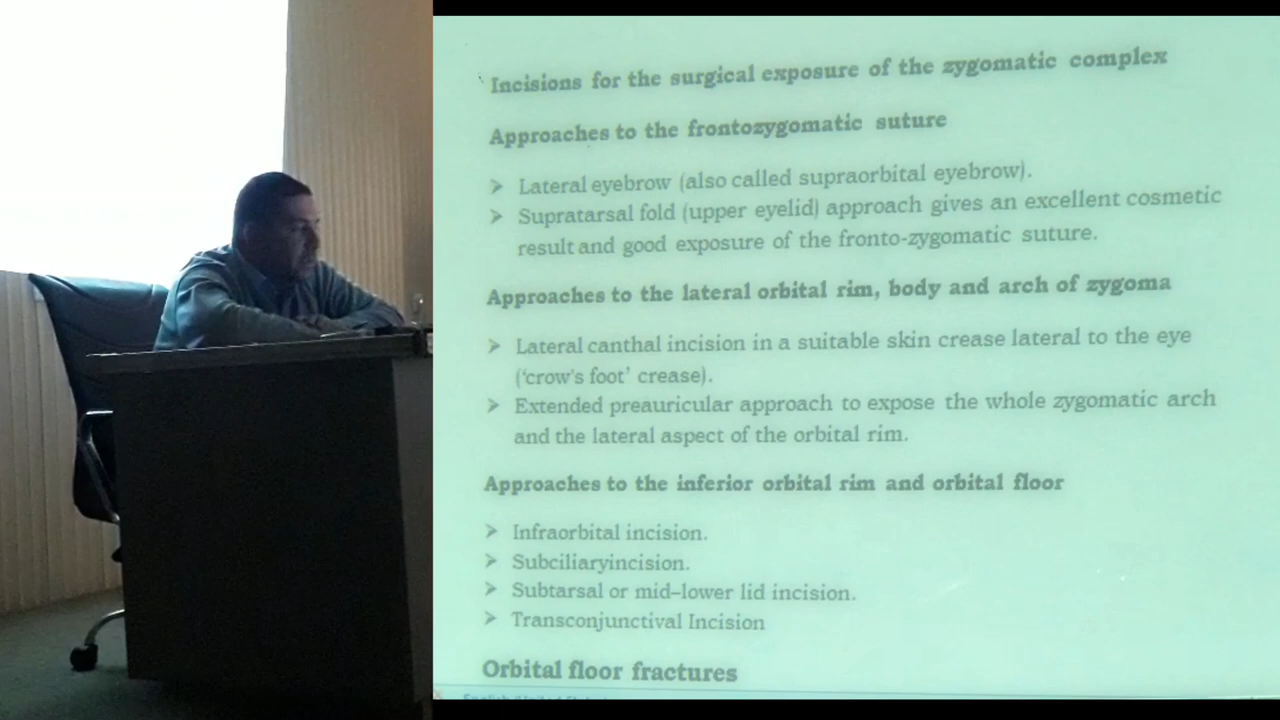 Incisions for the surgical exposure of the zygomatic complex
Approaches to the frontozygomatic suture
➤ Lateral eyebrow (also called supraorbital eyebrow).
➤ Supratarsal fold (upper eyelid) approach gives an excellent cosmetic
result and good exposure of the fronto-zygomatic suture.
Approaches to the lateral orbital rim, body and arch of zygoma
➤ Lateral canthal incision in a suitable skin crease lateral to the eye
('crow's foot' crease).
➤ Extended preauricular approach to expose the whole zygomatic arch
and the lateral aspect of the orbital rim.
Approaches to the inferior orbital rim and orbital floor
➤ Infraorbital incision.
➤ Subciliaryincision.
➤ Subtarsal or mid–lower lid incision.
➤ Transconjunctival Incision
Orbital floor fractures